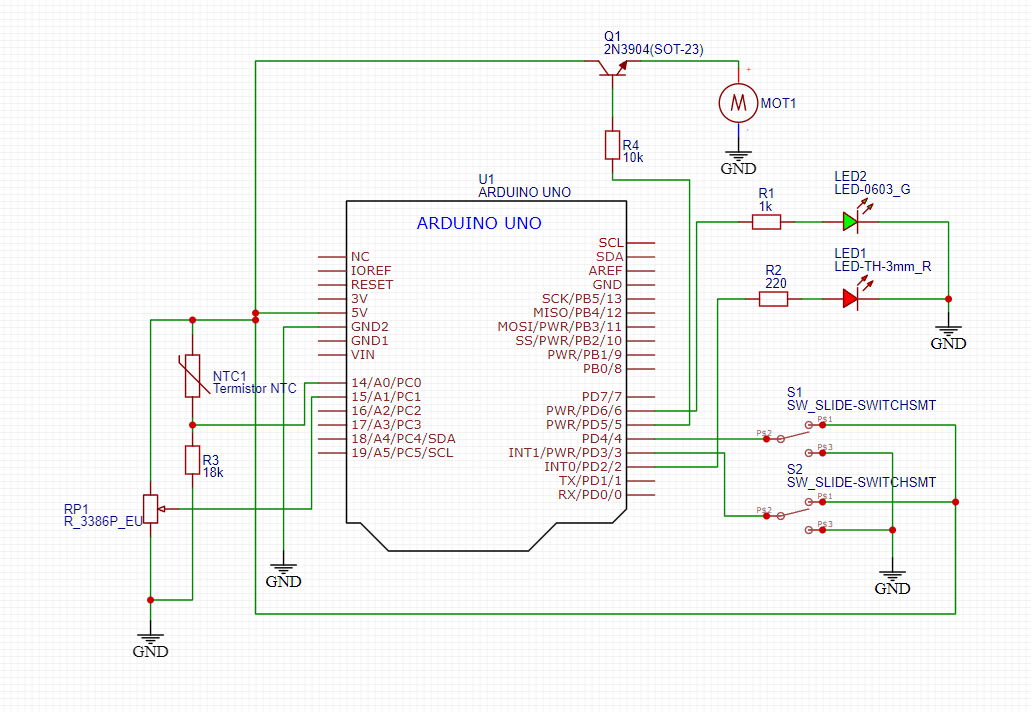 Q1
2N3904(SOT-23)
+
M
MOT1
-
GND
R4
10k
U1
ARDUINO UNO
ARDUINO UNO
R1
1k
LED2
LED-0603_G
R2
220
LED1
LED-TH-3mm_R
GND
NC
IOREF
RESET
3V
5V
GND2
GND1
VIN
14/A0/PC0
15/A1/PC1
16/A2/PC2
17/A3/PC3
18/A4/PC4/SDA
19/A5/PC5/SCL
SCL
SDA
AREF
GND
SCK/PB5/13
MISO/PB4/12
MOSI/PWR/PB3/11
SS/PWR/PB2/10
PWR/PB1/9
PB0/8
PD7/7
PWR/PD6/6
PWR/PD5/5
PD4/4
INT1/PWR/PD3/3
INT0/PD2/2
TX/PD1/1
RX/PD0/0
NTC1
Termistor NTC
R3
18k
RP1
R_3386P_EU
GND
GND
S1
SW_SLIDE-SWITCHSMT
P$1
P$2
P$3
S2
SW_SLIDE-SWITCHSMT
P$1
P$2
P$3
GND